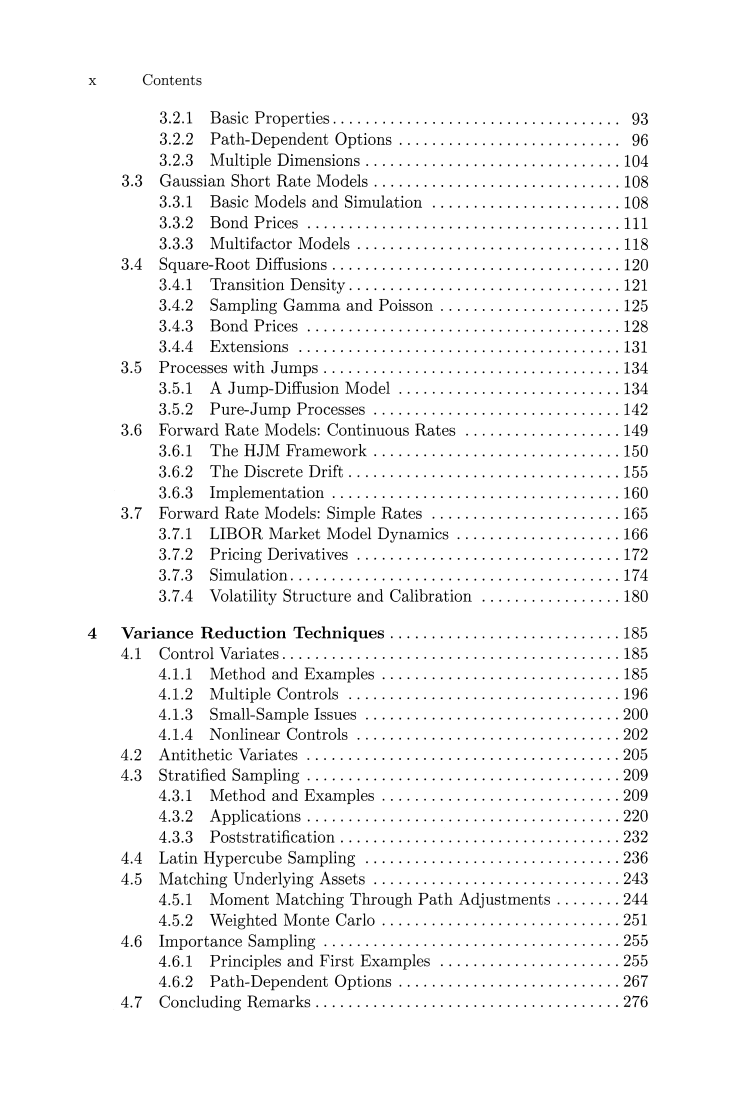 x Contents
3.2.1 Basic Properties . . . . . . . . . . 93
3.2.2 Path-Dependent Options . . . . . . . . . . 96
3.2.3 Multiple Dimensions . . . . . . . . . . 104
3.3 Gaussian Short Rate Models . . . . . . . . . . 108
3.3.1 Basic Models and Simulation . . . . . . . . . . 108
3.3.2 Bond Prices . . . . . . . . . . 111
3.3.3 Multifactor Models . . . . . . . . . . 118
3.4 Square-Root Diffusions . . . . . . . . . . 120
3.4.1 Transition Density . . . . . . . . . . 121
3.4.2 Sampling Gamma and Poisson . . . . . . . . . . 125
3.4.3 Bond Prices . . . . . . . . . . 128
3.4.4 Extensions . . . . . . . . . . 131
3.5 Processes with Jumps . . . . . . . . . . 134
3.5.1 A Jump-Diffusion Model . . . . . . . . . . 134
3.5.2 Pure-Jump Processes . . . . . . . . . . 142
3.6 Forward Rate Models: Continuous Rates . . . . . . . . . . 149
3.6.1 The HJM Framework . . . . . . . . . . 150
3.6.2 The Discrete Drift . . . . . . . . . . 155
3.6.3 Implementation . . . . . . . . . . 160
3.7 Forward Rate Models: Simple Rates . . . . . . . . . . 165
3.7.1 LIBOR Market Model Dynamics . . . . . . . . . . 166
3.7.2 Pricing Derivatives . . . . . . . . . . 172
3.7.3 Simulation . . . . . . . . . . 174
3.7.4 Volatility Structure and Calibration . . . . . . . . . . 180
4 Variance Reduction Techniques . . . . . . . . . . 185
4.1 Control Variates . . . . . . . . . . 185
4.1.1 Method and Examples . . . . . . . . . . 185
4.1.2 Multiple Controls . . . . . . . . . . 196
4.1.3 Small-Sample Issues . . . . . . . . . . 200
4.1.4 Nonlinear Controls . . . . . . . . . . 202
4.2 Antithetic Variates . . . . . . . . . . 205
4.3 Stratified Sampling . . . . . . . . . . 209
4.3.1 Method and Examples . . . . . . . . . . 209
4.3.2 Applications . . . . . . . . . . 220
4.3.3 Poststratification . . . . . . . . . . 232
4.4 Latin Hypercube Sampling . . . . . . . . . . 236
4.5 Matching Underlying Assets . . . . . . . . . . 243
4.5.1 Moment Matching Through Path Adjustments . . . . . . . . 244
4.5.2 Weighted Monte Carlo . . . . . . . . . . 251
4.6 Importance Sampling . . . . . . . . . . 255
4.6.1 Principles and First Examples . . . . . . . . . . 255
4.6.2 Path-Dependent Options . . . . . . . . . . 267
4.7 Concluding Remarks . . . . . . . . . . 276